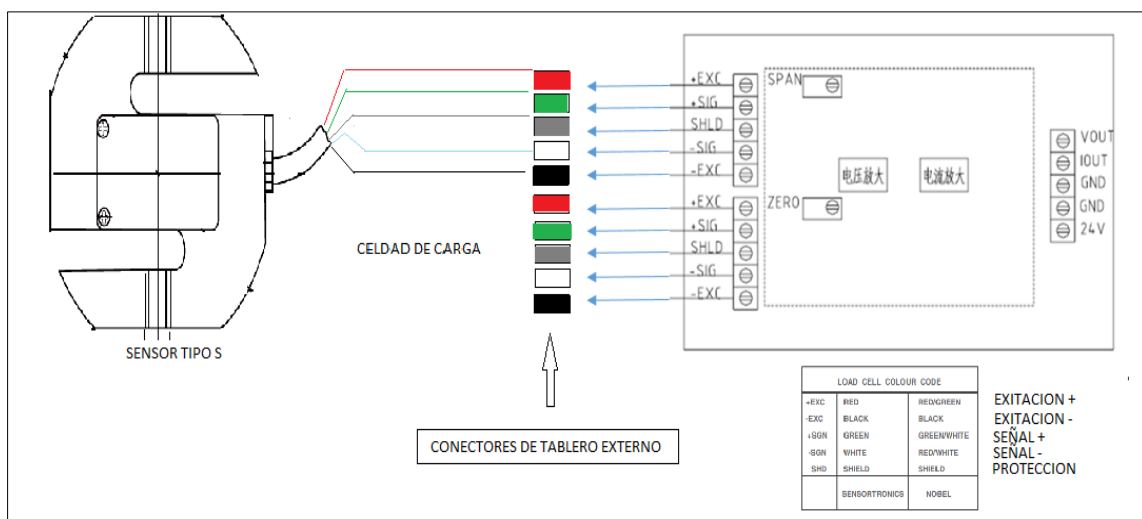 +EXC
+SIG
SHLD
-SIG
-EXC
+EXC
+SIG
SHLD
-SIG
-EXC
SPAN
ZERO
电压放大
电流放大
VOUT
IOUT
GND
GND
24V
CELDAD DE CARGA
SENSOR TIPO S
CONECTORES DE TABLERO EXTERNO
LOAD CELL COLOUR CODE
+EXC RED RED/GREEN EXITACION +
-EXC BLACK BLACK EXITACION -
+SGN GREEN GREEN/WHITE SEÑAL +
-SGN WHITE RED/WHITE SEÑAL -
SHD SHIELD SHIELD PROTECCION
SENSORTRONICS NOBEL